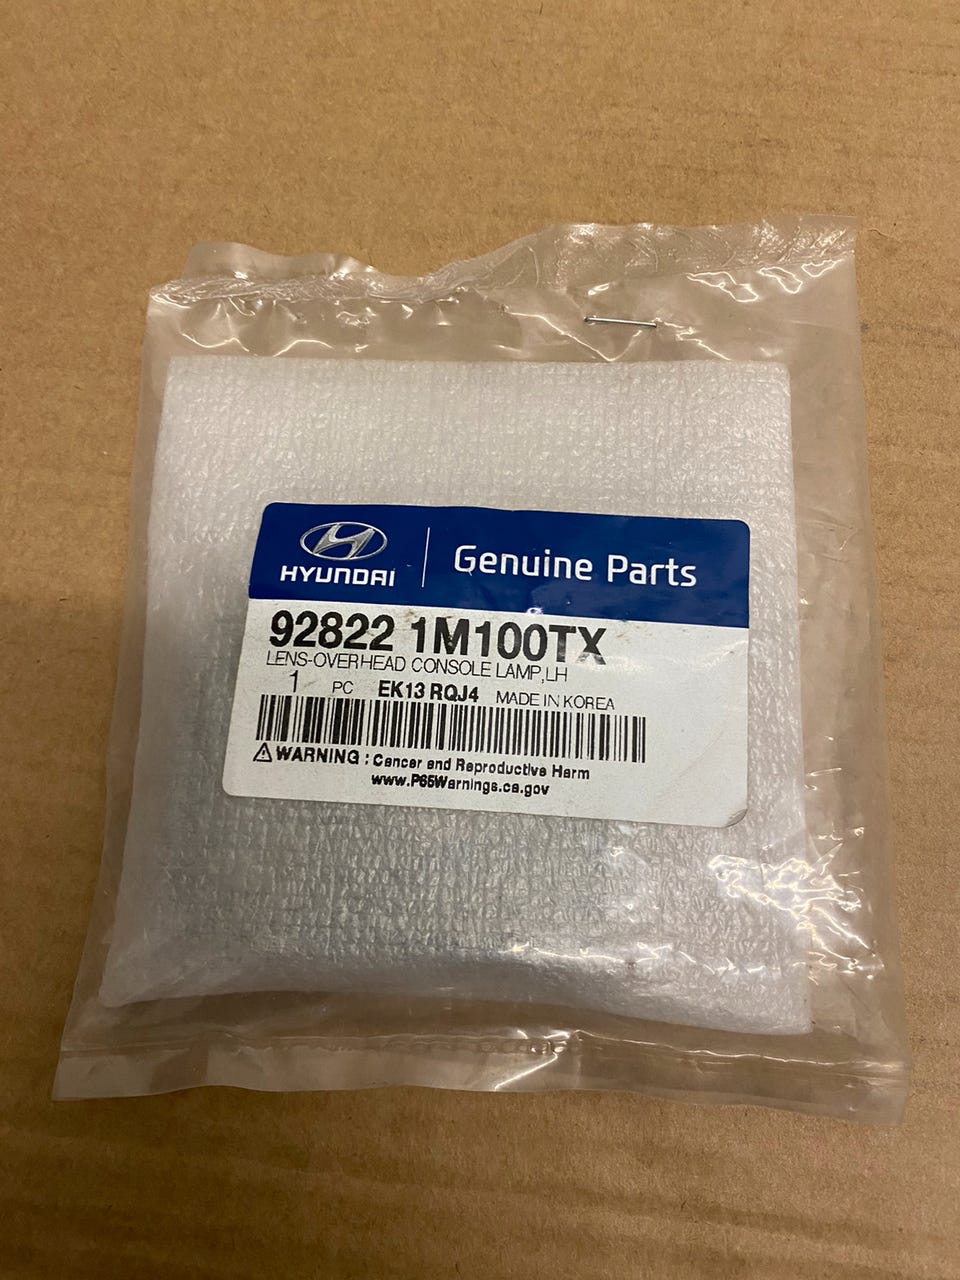 HYUNDAI
Genuine Parts
92822 1M100TX
LENS-OVERHEAD CONSOLE LAMP,LH
1 PC EK13 RQJ4 MADE IN KOREA
WARNING : Cancer and Reproductive Harm
www.P65Warnings.ca.gov